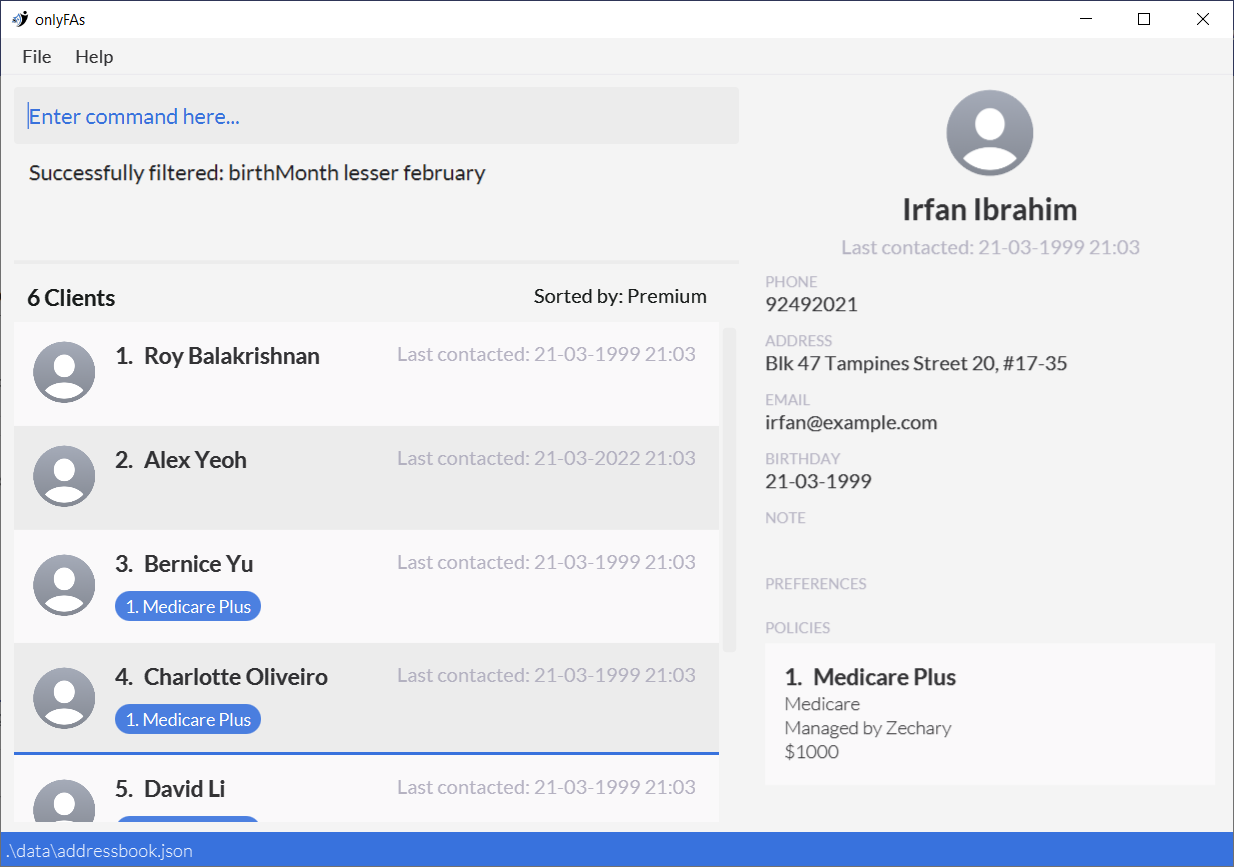 onlyFAs
File Help
Enter command here...
Successfully filtered: birthMonth lesser february
6 Clients
Sorted by: Premium
1. Roy Balakrishnan
Last contacted: 21-03-1999 21:03
2. Alex Yeoh
Last contacted: 21-03-2022 21:03
3. Bernice Yu
Last contacted: 21-03-1999 21:03
1. Medicare Plus
4. Charlotte Oliveiro
Last contacted: 21-03-1999 21:03
1. Medicare Plus
5. David Li
Last contacted: 21-03-1999 21:03
Irfan Ibrahim
Last contacted: 21-03-1999 21:03
PHONE
92492021
ADDRESS
Blk 47 Tampines Street 20, #17-35
EMAIL
irfan@example.com
BIRTHDAY
21-03-1999
NOTE
PREFERENCES
POLICIES
1. Medicare Plus
Medicare
Managed by Zechary
$1000
.\data\addressbook.json